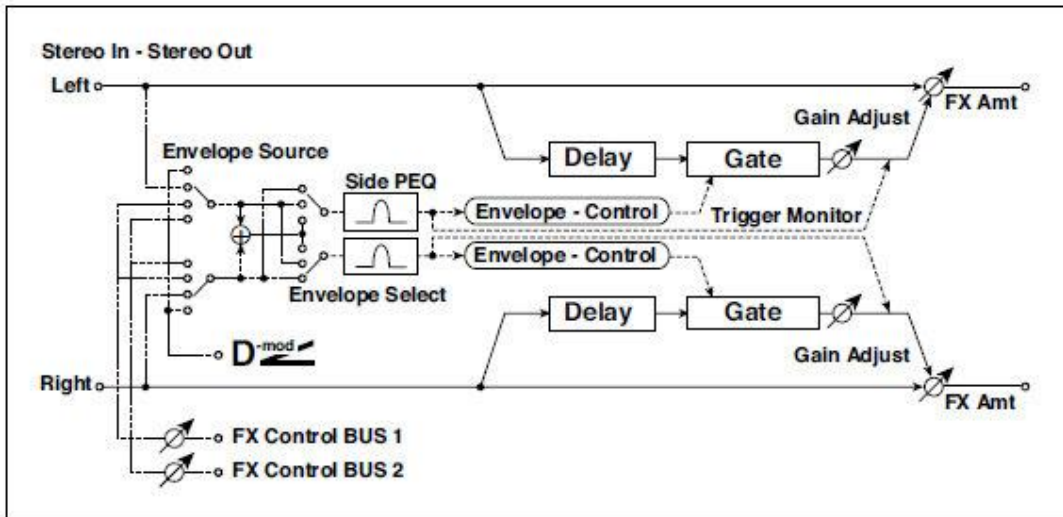 Stereo In - Stereo Out
Left
FX Amt
Gain Adjust
Envelope Source
Delay
Gate
Side PEQ
Envelope - Control
Trigger Monitor
Envelope - Control
Envelope Select
Delay
Gate
D-mod
Gain Adjust
Right
FX Amt
FX Control BUS 1
FX Control BUS 2